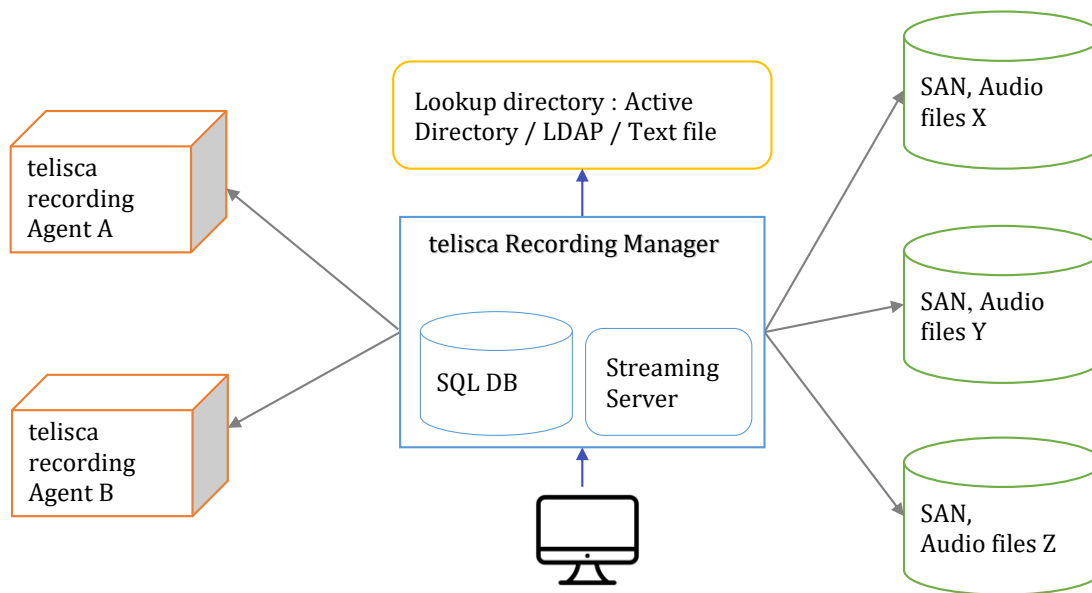 Lookup directory : Active
Directory / LDAP / Text file
telisca
recording
Agent A
telisca
recording
Agent B
telisca Recording Manager
SQL DB
Streaming
Server
SAN, Audio
files X
SAN, Audio
files Y
SAN,
Audio files Z